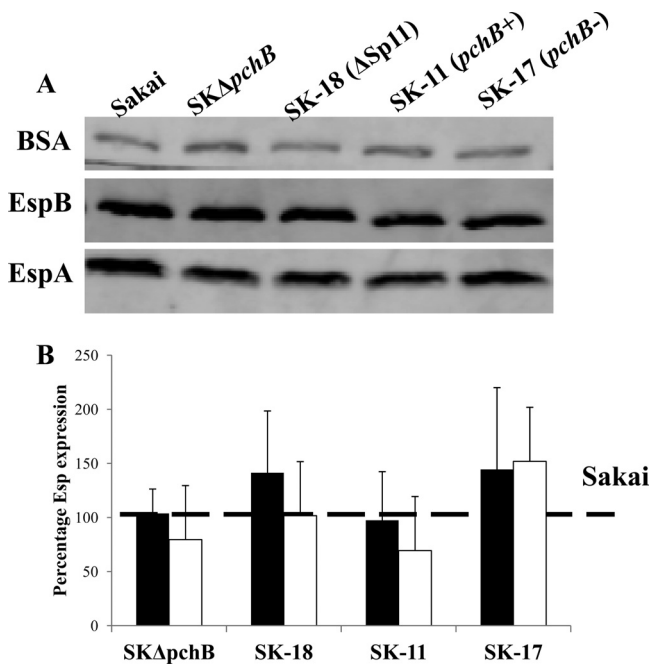 A
Sakai
SKΔpchB
SK-18 (ΔSp11)
SK-11 (pchB+)
SK-17 (pchB-)
BSA
EspB
EspA
B
Percentage Esp expression
250
200
150
100
50
0
Sakai
SKΔpchB
SK-18
SK-11
SK-17